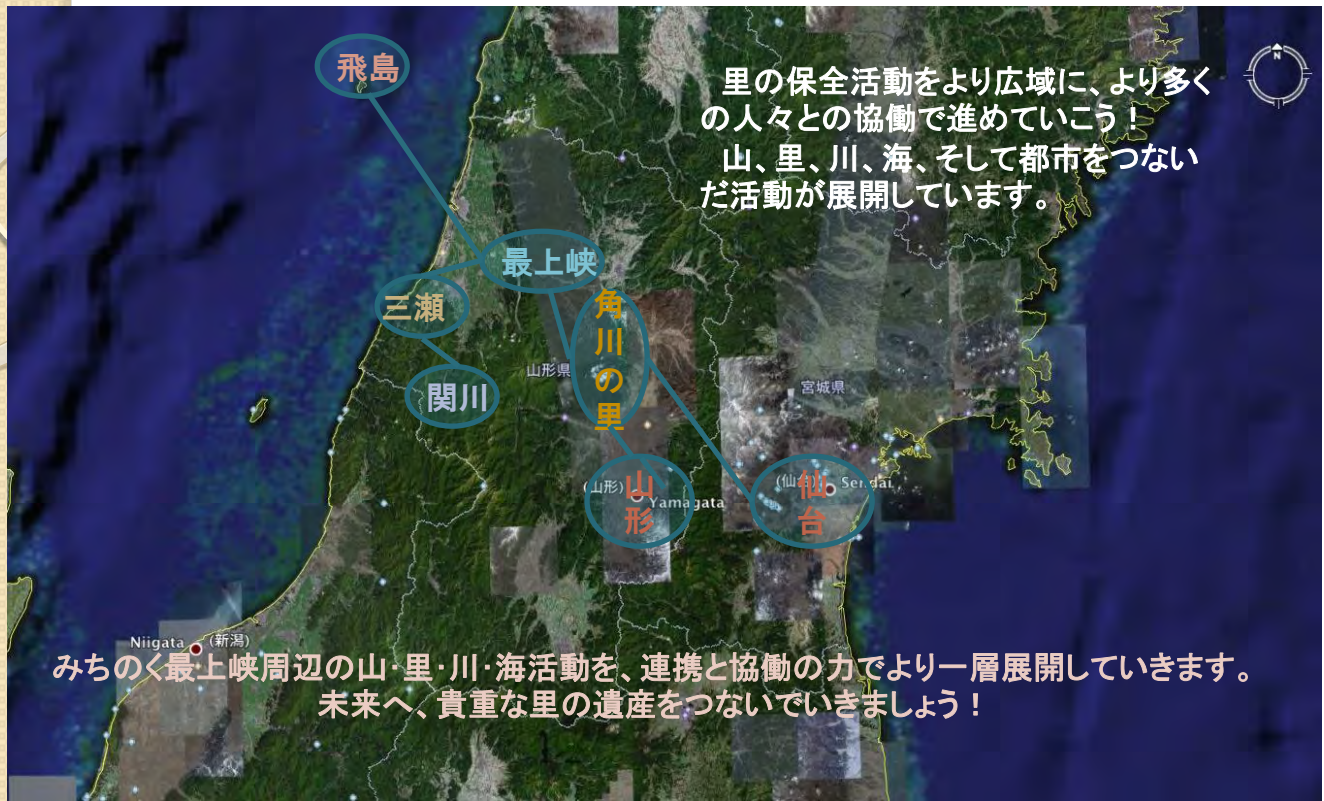 飛島
里の保全活動をより広域に、より多く
の人々との協働で進めていこう！
山、里、川、海、そして都市をつない
だ活動が展開しています。
N
最上峡
三瀬
角川の里
関川
山形県
宮城県
(山形)
山形
Yamagata
(仙台)
仙台
Sendai
Niigata
(新潟)
みちのく最上峡周辺の山・里・川・海活動を、連携と協働の力でより一層展開していきます。
未来へ、貴重な里の遺産をつないでいきましょう！